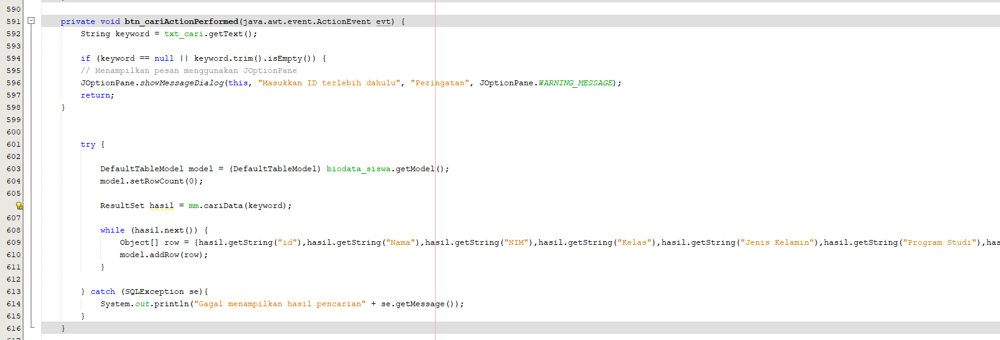 590
591 private void btn_cariActionPerformed(java.awt.event.ActionEvent evt) {
592 String keyword = txt_cari.getText();
593
594 if (keyword == null || keyword.trim().isEmpty()) {
595 // Menampilkan pesan menggunakan JOptionPane
596 JOptionPane.showMessageDialog(this, "Masukkan ID terlebih dahulu", "Peringatan", JOptionPane.WARNING_MESSAGE);
597 return;
598 }
599
600
601 try {
602
603 DefaultTableModel model = (DefaultTableModel) biodata_siswa.getModel();
604 model.setRowCount(0);
605
ResultSet hasil = mm.cariData(keyword);
607
608 while (hasil.next()) {
609 Object[] row = {hasil.getString("id"),hasil.getString("Nama"),hasil.getString("NIM"),hasil.getString("Kelas"),hasil.getString("Jenis Kelamin"),hasil.getString("Program Studi"),has
610 model.addRow(row);
611 }
612
613 } catch (SQLException se){
614 System.out.println("Gagal menampilkan hasil pencarian" + se.getMessage());
615 }
616 }
617